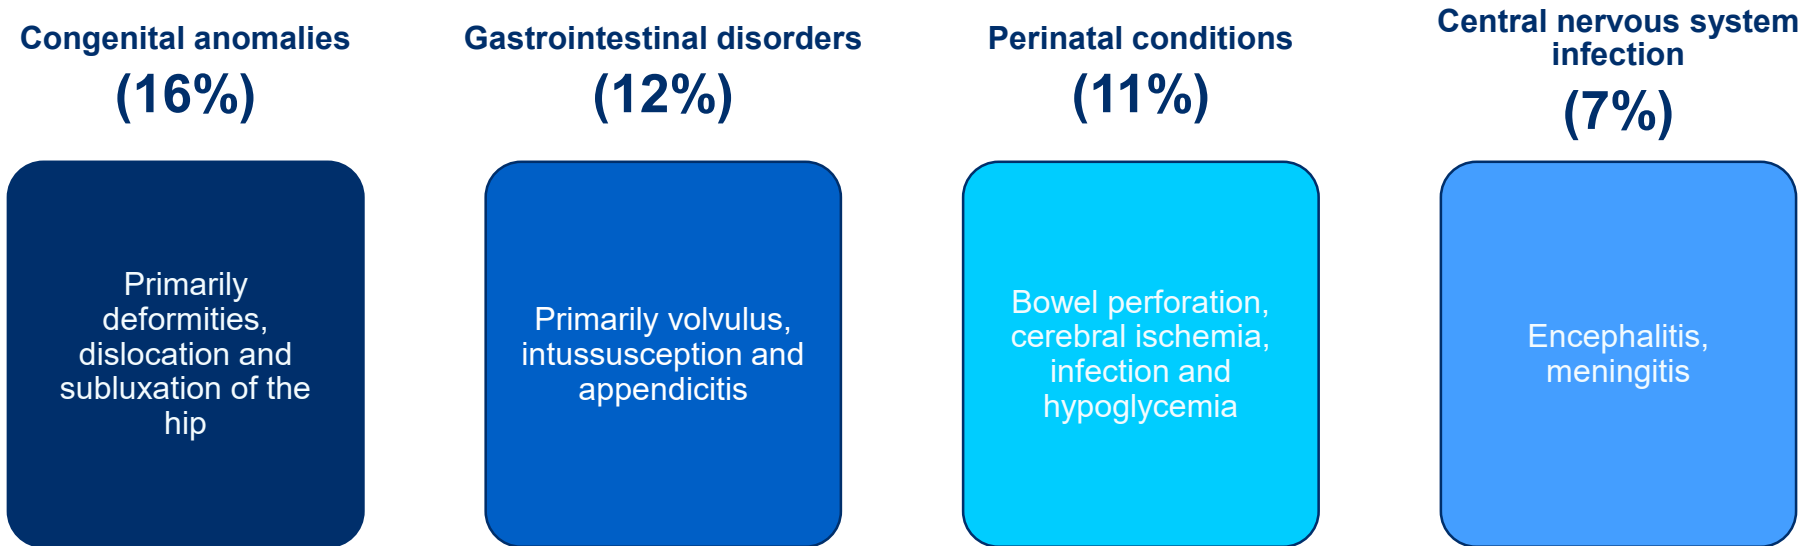 Congenital anomalies
(16%)
Primarily
deformities,
dislocation and
subluxation of the
hip
Gastrointestinal disorders
(12%)
Primarily volvulus,
intussusception and
appendicitis
Perinatal conditions
(11%)
Bowel perforation,
cerebral ischemia,
infection and
hypoglycemia
Central nervous system
infection
(7%)
Encephalitis,
meningitis